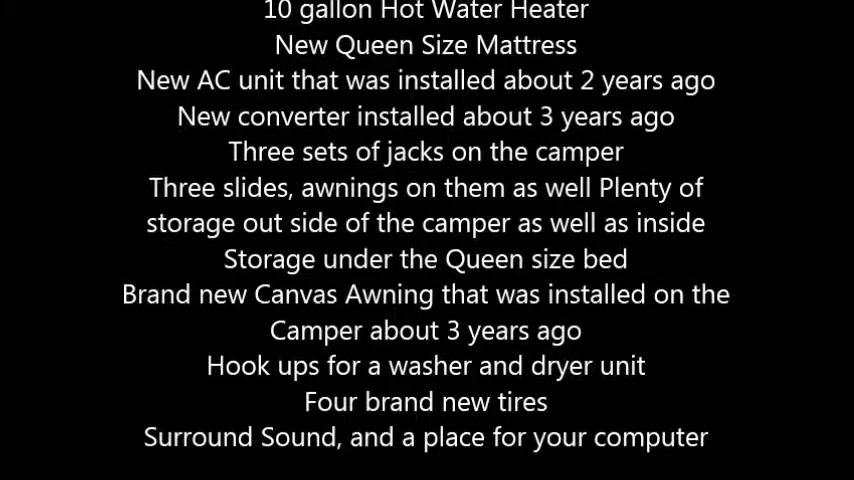 10 gallon Hot Water Heater
New Queen Size Mattress
New AC unit that was installed about 2 years ago
New converter installed about 3 years ago
Three sets of jacks on the camper
Three slides, awnings on them as well Plenty of
storage out side of the camper as well as inside
Storage under the Queen size bed
Brand new Canvas Awning that was installed on the
Camper about 3 years ago
Hook ups for a washer and dryer unit
Four brand new tires
Surround Sound, and a place for your computer